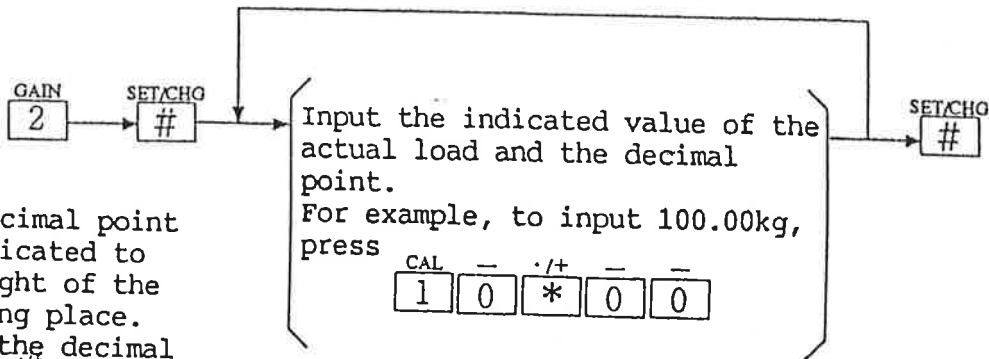 GAIN SET/CHG SET/CHG
2 # #
Input the indicated value of the
actual load and the decimal
point.
For example, to input 100.00kg,
press
CAL — ·/+ — —
1 0 * 0 0
cimal point
icated to
ght of the
ng place.
the decimal